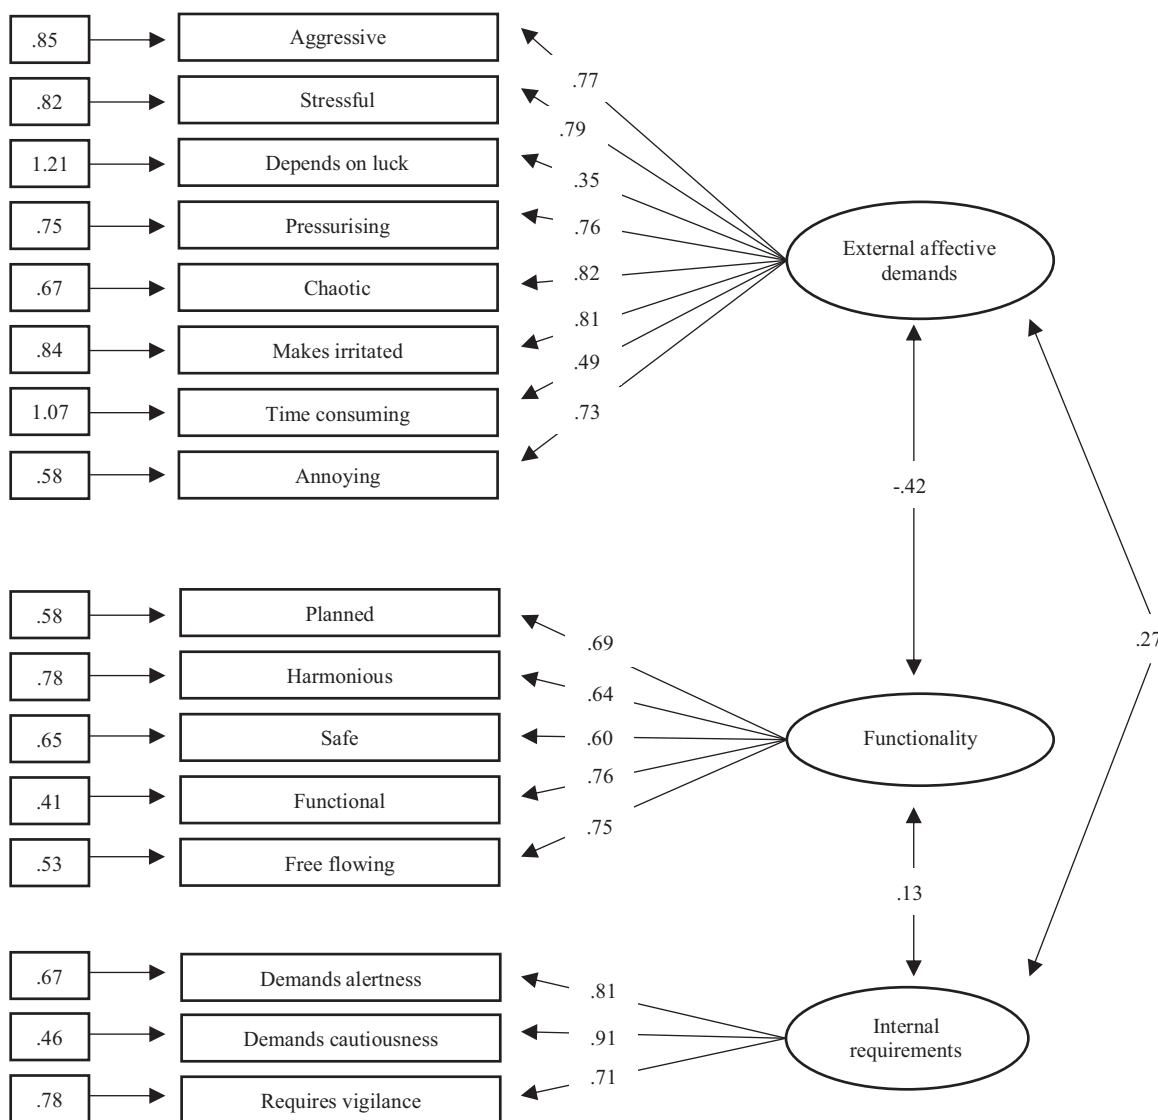 .85
Aggressive
.77
.82
Stressful
.79
1.21
Depends on luck
.35
.75
Pressurising
.76
External affective
demands
.67
Chaotic
.82
.84
Makes irritated
.81
1.07
Time consuming
.49
.58
Annoying
.73
-.42
.27
.58
Planned
.69
.78
Harmonious
.64
.65
Safe
.60
Functionality
.41
Functional
.76
.53
Free flowing
.75
.13
.67
Demands alertness
.81
.46
Demands cautiousness
.91
Internal
requirements
.78
Requires vigilance
.71